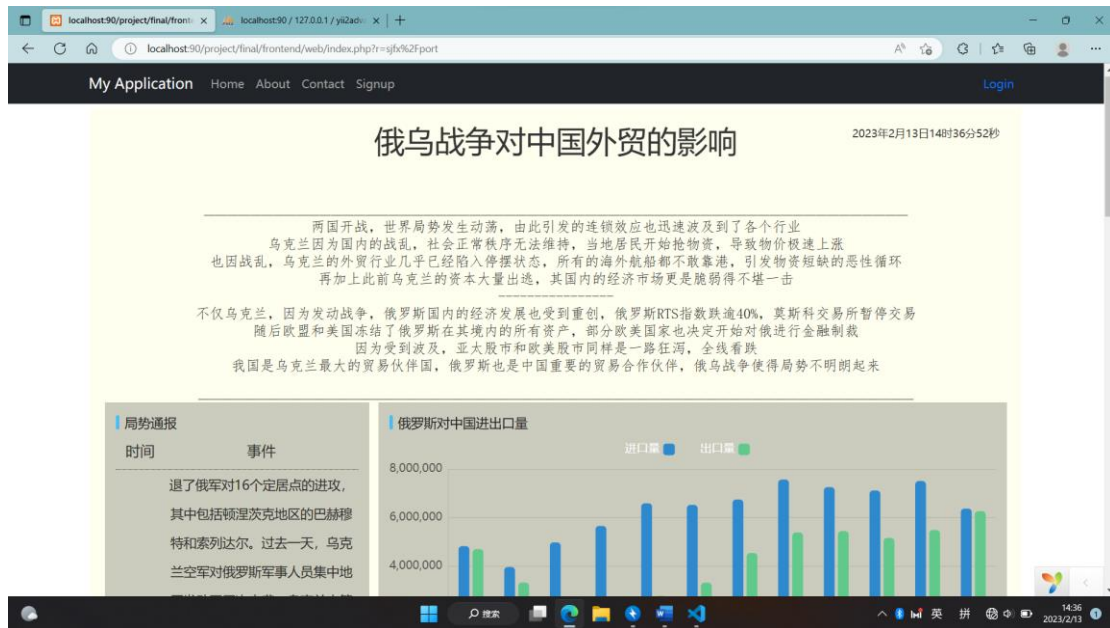 localhost:90/project/final/fronte
localhost:90 / 127.0.0.1 / yii2adv
localhost:90/project/final/frontend/web/index.php?r=sjfx%2Fport
My Application Home About Contact Signup Login
俄乌战争对中国外贸的影响
2023年2月13日14时36分52秒
两国开战，世界局势发生动荡，由此引发的连锁效应也迅速波及到了各个行业
乌克兰因为国内的战乱，社会正常秩序无法维持，当地居民开始抢物资，导致物价极速上涨
也因战乱，乌克兰的外贸行业几乎已经陷入停摆状态，所有的海外航船都不敢靠港，引发物资短缺的恶性循环
再加上此前乌克兰的资本大量出逃，其国内的经济市场更是脆弱得不堪一击
----------------
不仅乌克兰，因为发动战争，俄罗斯国内的经济发展也受到重创，俄罗斯RTS指数跌逾40%，莫斯科交易所暂停交易
随后欧盟和美国冻结了俄罗斯在其境内的所有资产，部分欧美国家也决定开始对俄进行金融制裁
因为受到波及，亚太股市和欧美股市同样是一路狂泻，全线看跌
我国是乌克兰最大的贸易伙伴国，俄罗斯也是中国重要的贸易合作伙伴，俄乌战争使得局势不明朗起来
局势通报
时间 事件
退了俄军对16个定居点的进攻，
其中包括顿涅茨克地区的巴赫穆
特和索列达尔。过去一天，乌克
兰空军对俄罗斯军事人员集中地
俄罗斯对中国进出口量
进口量 出口量
8,000,000
6,000,000
4,000,000
搜索
英 拼
14:36
2023/2/13